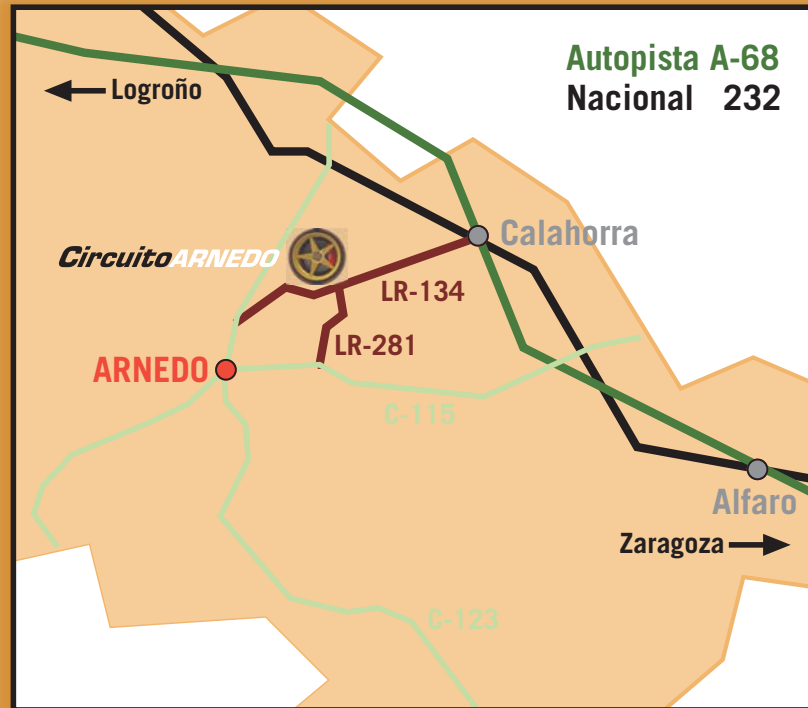 Autopista A-68
Nacional 232
Logroño
Calahorra
CircuitoARNEDO
LR-134
LR-281
ARNEDO
C-115
Alfaro
Zaragoza
C-123